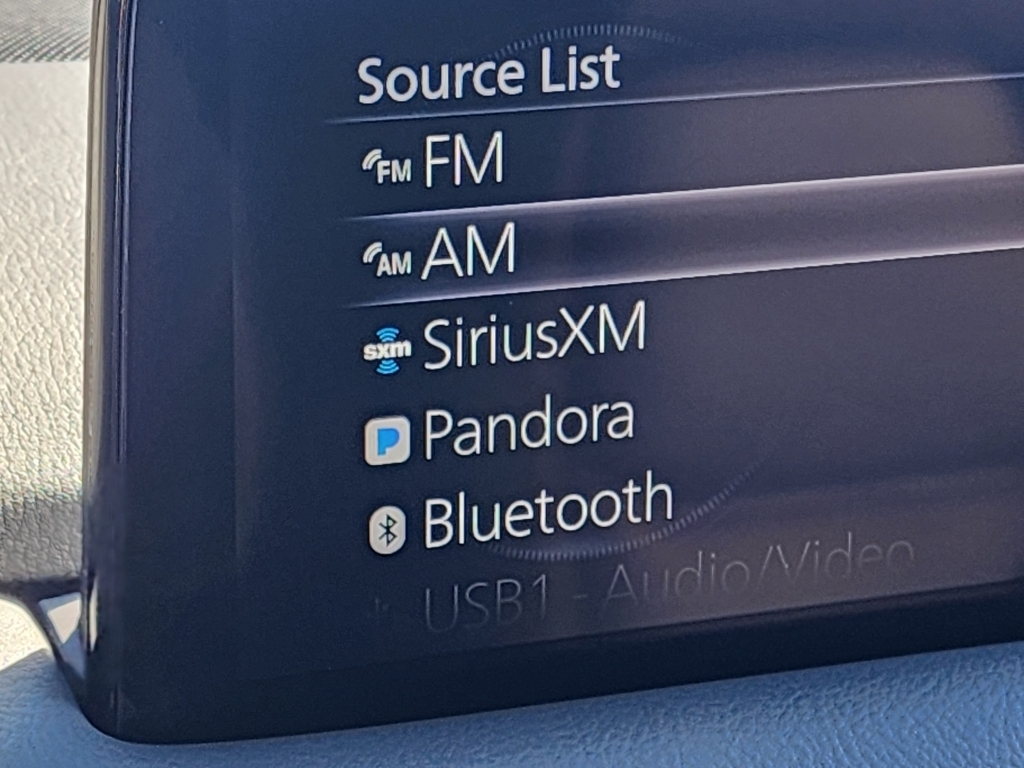 Source List
FM FM
AM AM
sxm SiriusXM
P Pandora
Bluetooth
USB1 - Audio/Video